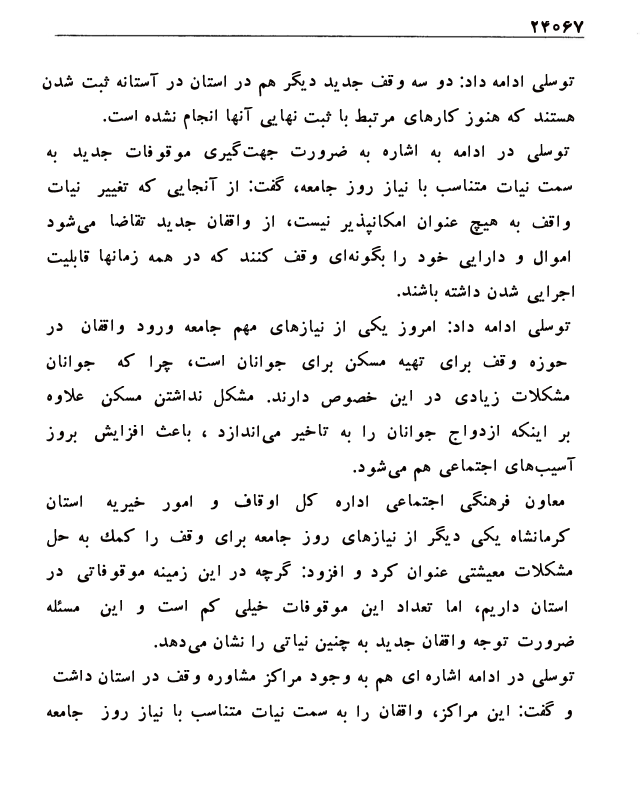 ۲۴۰۶۷
توسلی ادامه داد: دو سه وقف جدید دیگر هم در استان در آستانه ثبت شدن
هستند که هنوز کارهای مرتبط با ثبت نهایی آنها انجام نشده است.
توسلی در ادامه به اشاره به ضرورت جهت‌گیری موقوفات جدید به
سمت نیات متناسب با نیاز روز جامعه، گفت: از آنجایی که تغییر نیات
واقف به هیچ عنوان امکانپذیر نیست، از واقفان جدید تقاضا می‌شود
اموال و دارایی خود را بگونه‌ای وقف کنند که در همه زمانها قابلیت
اجرایی شدن داشته باشند.
توسلی ادامه داد: امروز یکی از نیازهای مهم جامعه ورود واقفان در
حوزه وقف برای تهیه مسکن برای جوانان است، چرا که جوانان
مشکلات زیادی در این خصوص دارند. مشکل نداشتن مسکن علاوه
بر اینکه ازدواج جوانان را به تاخیر می‌اندازد ، باعث افزایش بروز
آسیب‌های اجتماعی هم می‌شود.
معاون فرهنگی اجتماعی اداره کل اوقاف و امور خیریه استان
کرمانشاه یکی دیگر از نیازهای روز جامعه برای وقف را کمك به حل
مشکلات معیشتی عنوان کرد و افزود: گرچه در این زمینه موقوفاتی در
استان داریم، اما تعداد این موقوفات خیلی کم است و این مسئله
ضرورت توجه واقفان جدید به چنین نیاتی را نشان می‌دهد.
توسلی در ادامه اشاره ای هم به وجود مراکز مشاوره وقف در استان داشت
و گفت: این مراکز، واقفان را به سمت نیات متناسب با نیاز روز جامعه